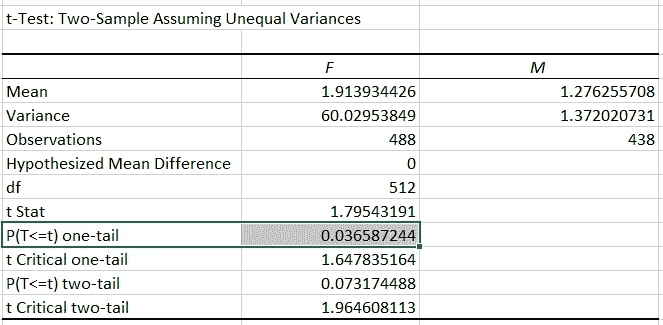 t-Test: Two-Sample Assuming Unequal Variances
F M
Mean 1.913934426 1.276255708
Variance 60.02953849 1.372020731
Observations 488 438
Hypothesized Mean Difference 0
df 512
t Stat 1.79543191
P(T<=t) one-tail 0.036587244
t Critical one-tail 1.647835164
P(T<=t) two-tail 0.073174488
t Critical two-tail 1.964608113